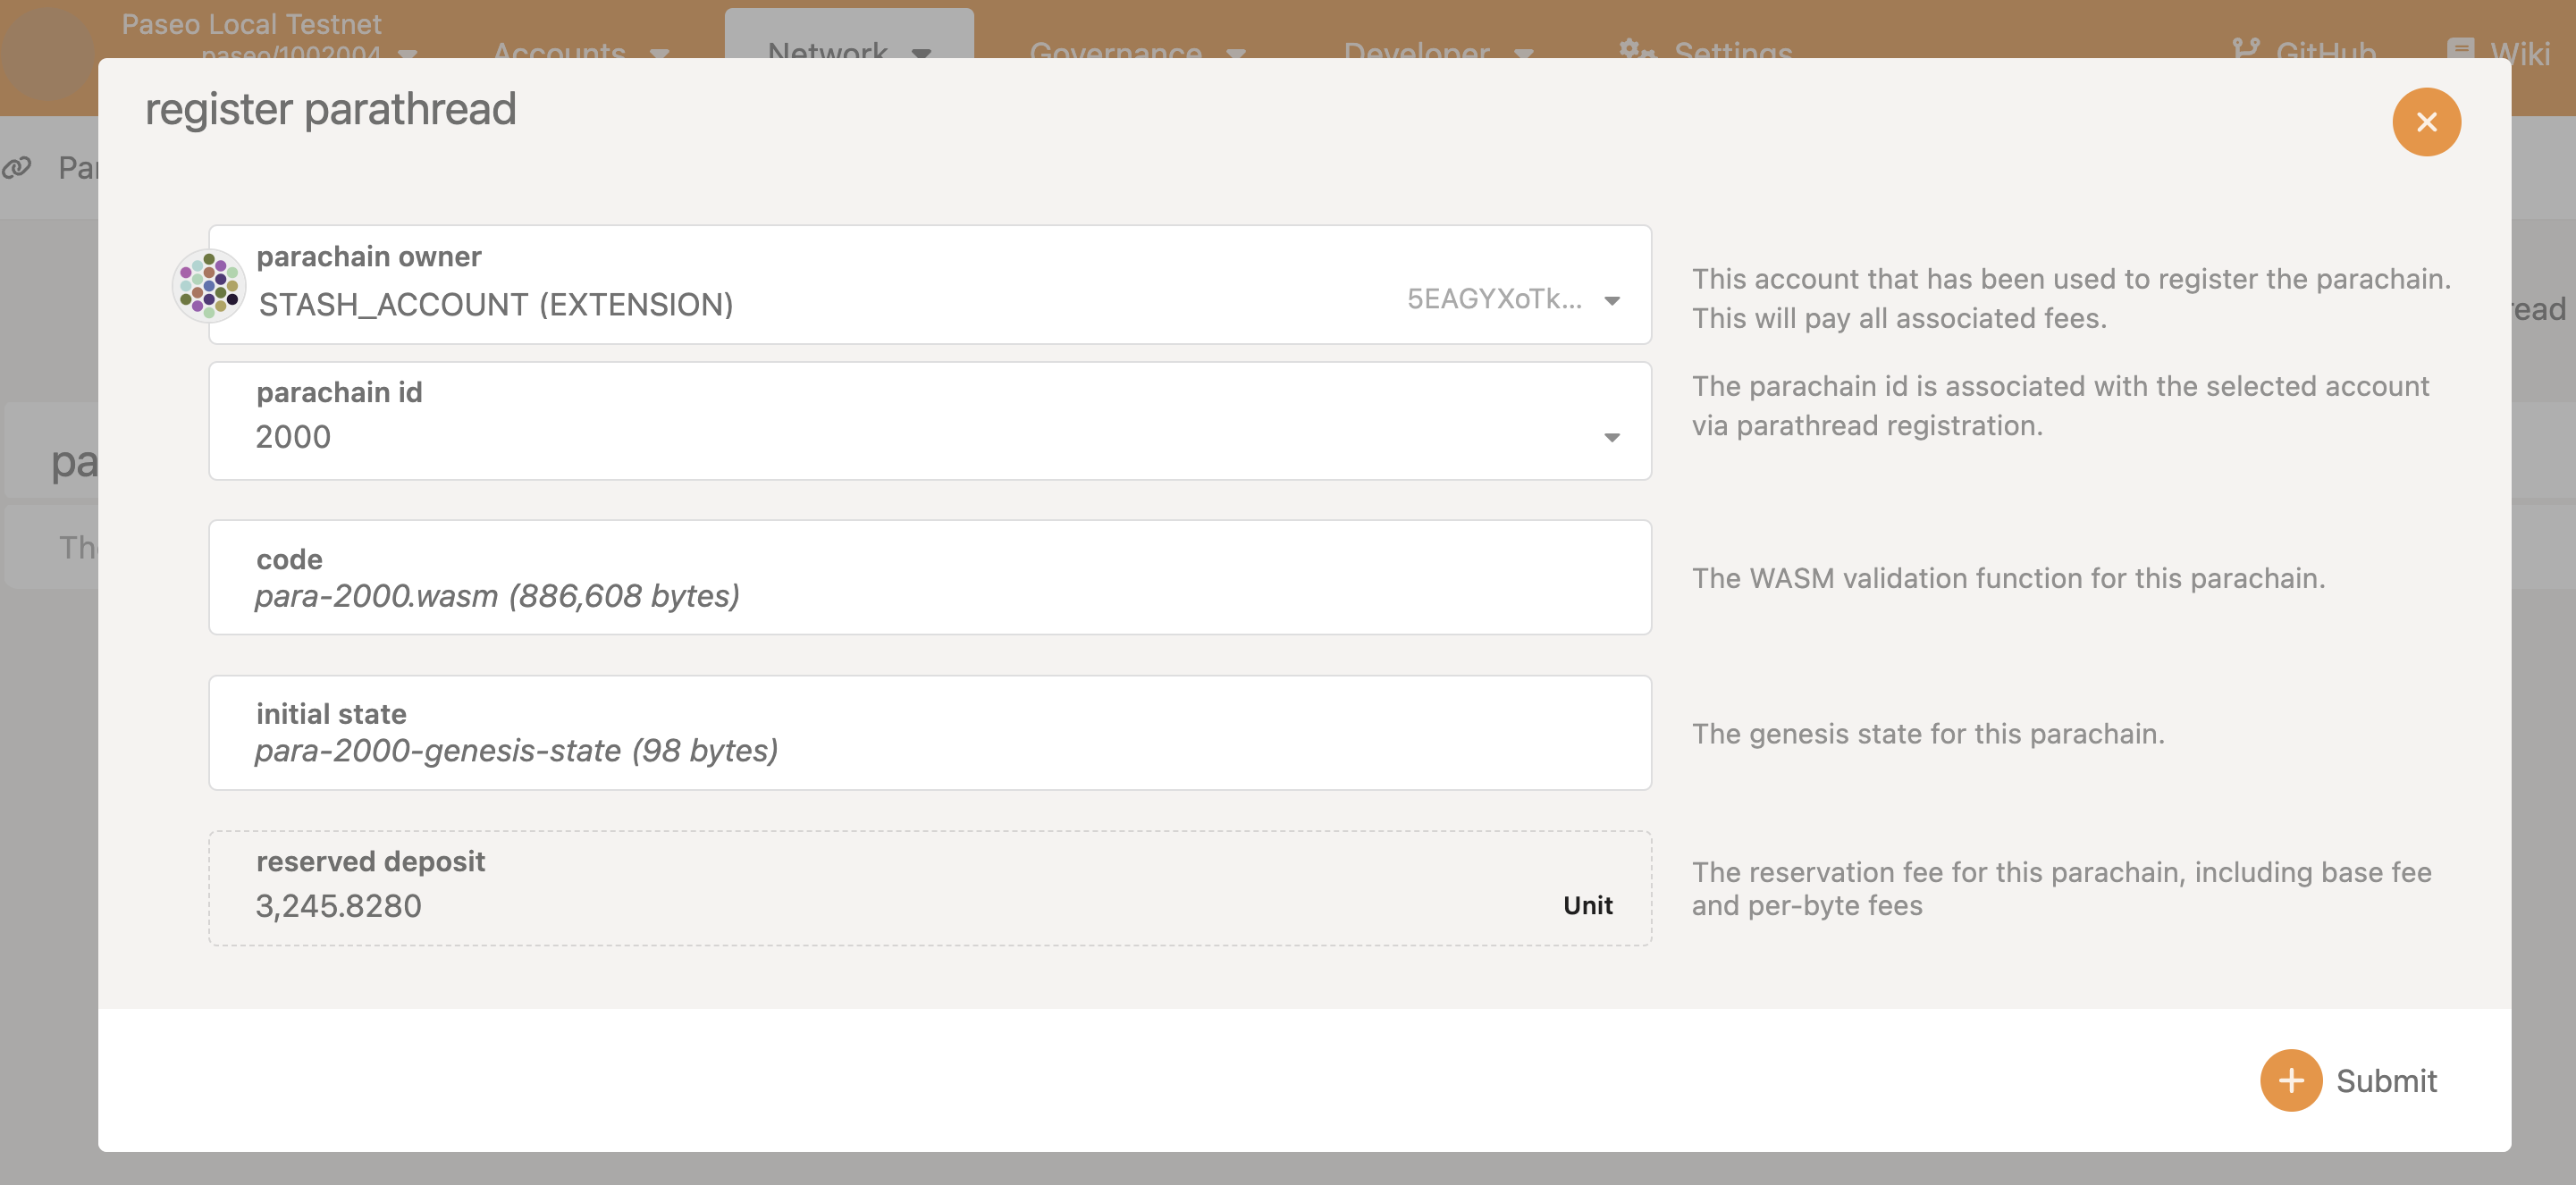 Paseo Local Testnet
paseo/1002004
Accounts
Network
Governance
Developer
Settings
GitHub
Wiki
register parathread
parachain owner
STASH_ACCOUNT (EXTENSION)
5EAGYXoTk...
This account that has been used to register the parachain.
This will pay all associated fees.
parachain id
2000
The parachain id is associated with the selected account
via parathread registration.
code
para-2000.wasm (886,608 bytes)
The WASM validation function for this parachain.
initial state
para-2000-genesis-state (98 bytes)
The genesis state for this parachain.
reserved deposit
3,245.8280
Unit
The reservation fee for this parachain, including base fee
and per-byte fees
Submit